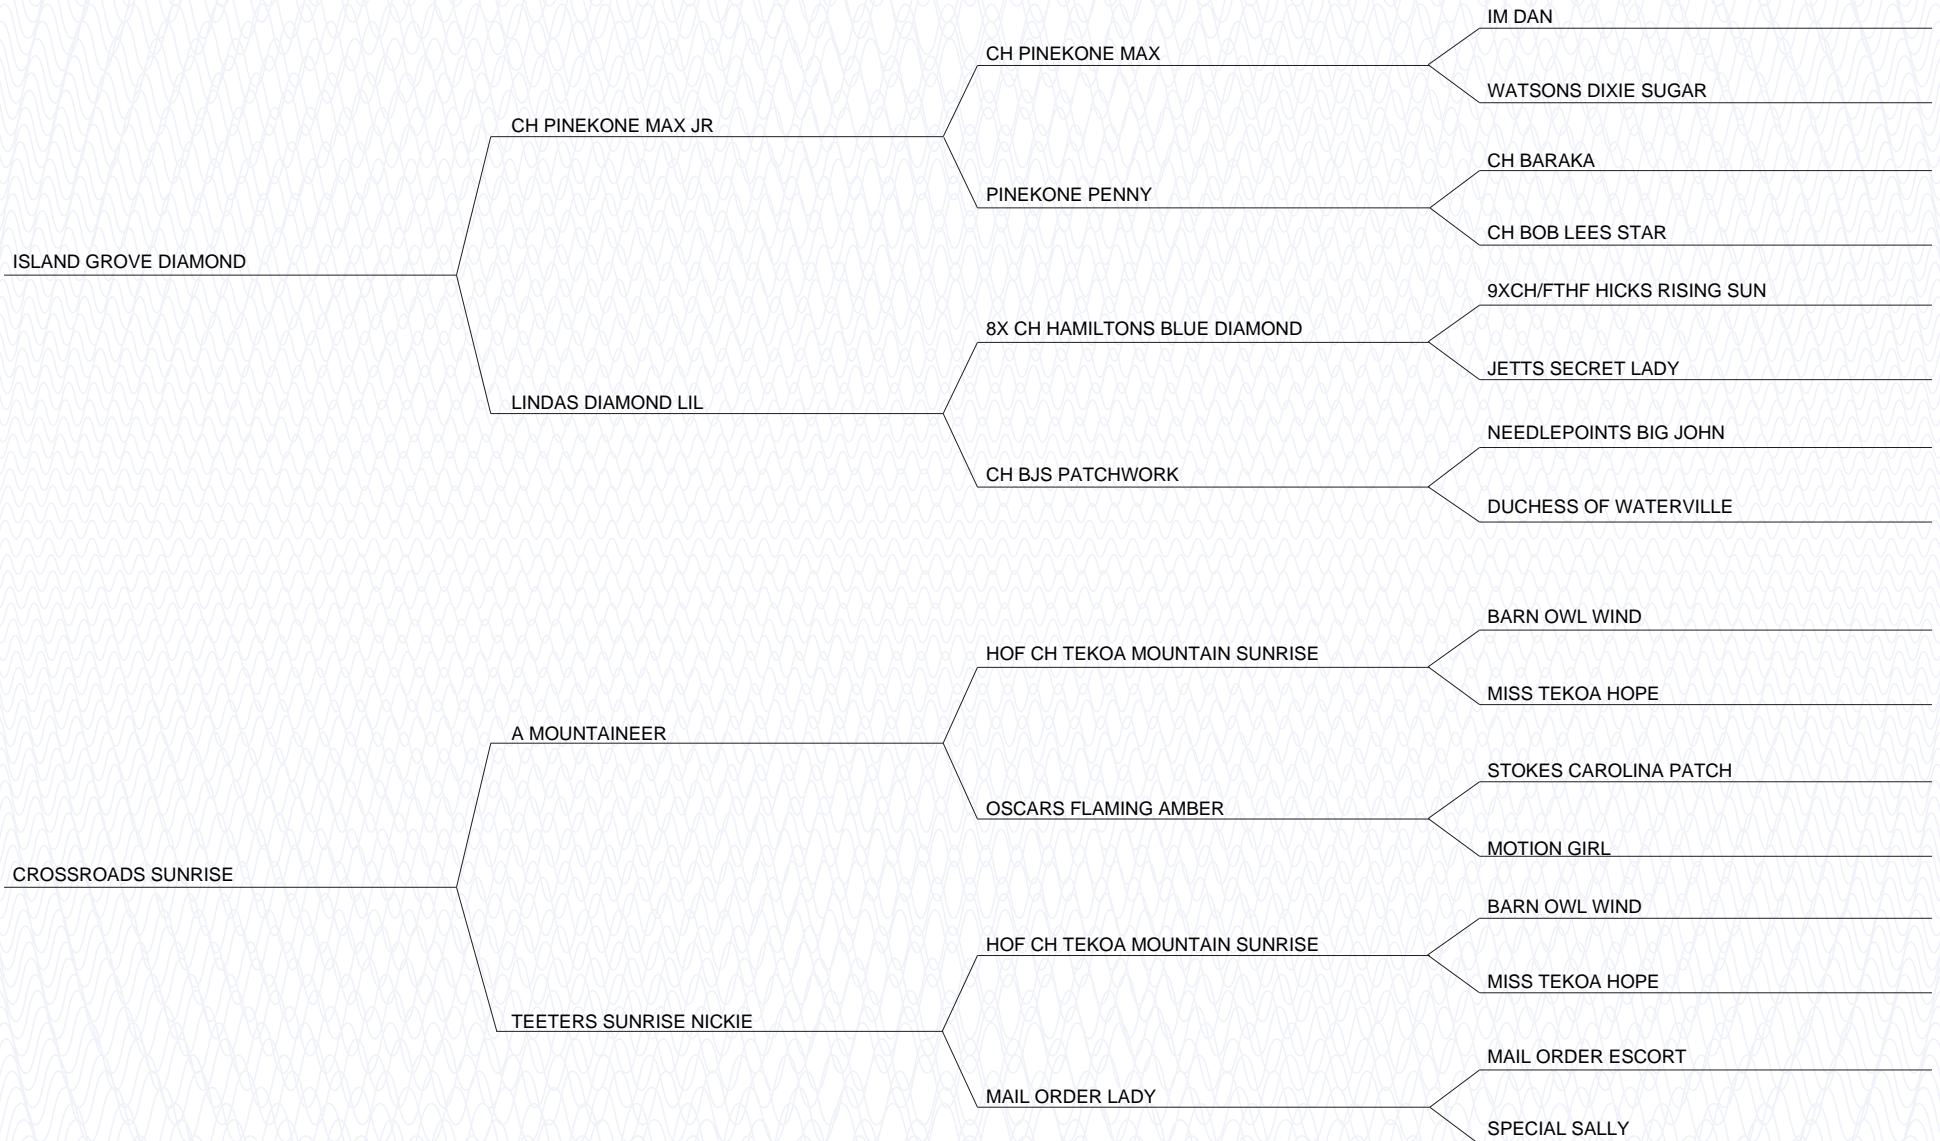 IM DAN
CH PINEKONE MAX
WATSONS DIXIE SUGAR
CH PINEKONE MAX JR
CH BARAKA
PINEKONE PENNY
CH BOB LEES STAR
ISLAND GROVE DIAMOND
9XCH/FTHF HICKS RISING SUN
8X CH HAMILTONS BLUE DIAMOND
JETTS SECRET LADY
LINDAS DIAMOND LIL
NEEDLEPOINTS BIG JOHN
CH BJS PATCHWORK
DUCHESS OF WATERVILLE
BARN OWL WIND
HOF CH TEKOA MOUNTAIN SUNRISE
MISS TEKOA HOPE
A MOUNTAINEER
STOKES CAROLINA PATCH
OSCARS FLAMING AMBER
MOTION GIRL
CROSSROADS SUNRISE
BARN OWL WIND
HOF CH TEKOA MOUNTAIN SUNRISE
MISS TEKOA HOPE
TEETERS SUNRISE NICKIE
MAIL ORDER ESCORT
MAIL ORDER LADY
SPECIAL SALLY